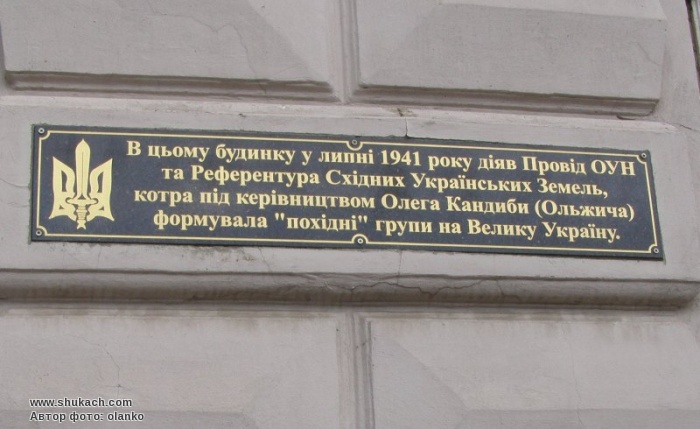 В цьому будинку у липні 1941 року діяв Провід ОУН
та Референтура Східних Українських Земель,
котра під керівництвом Олега Кандиби (Ольжича)
формувала "похідні" групи на Велику Україну.
www.shukach.com
Автор фото: olanko